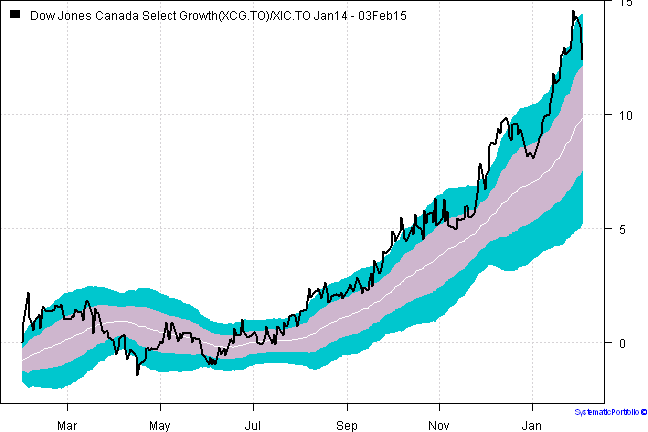 Dow Jones Canada Select Growth(XCG.TO)/XIC.TO Jan14 - 03Feb15
15
10
5
0
Mar May Jul Sep Nov Jan
SystematicPortfolio ©